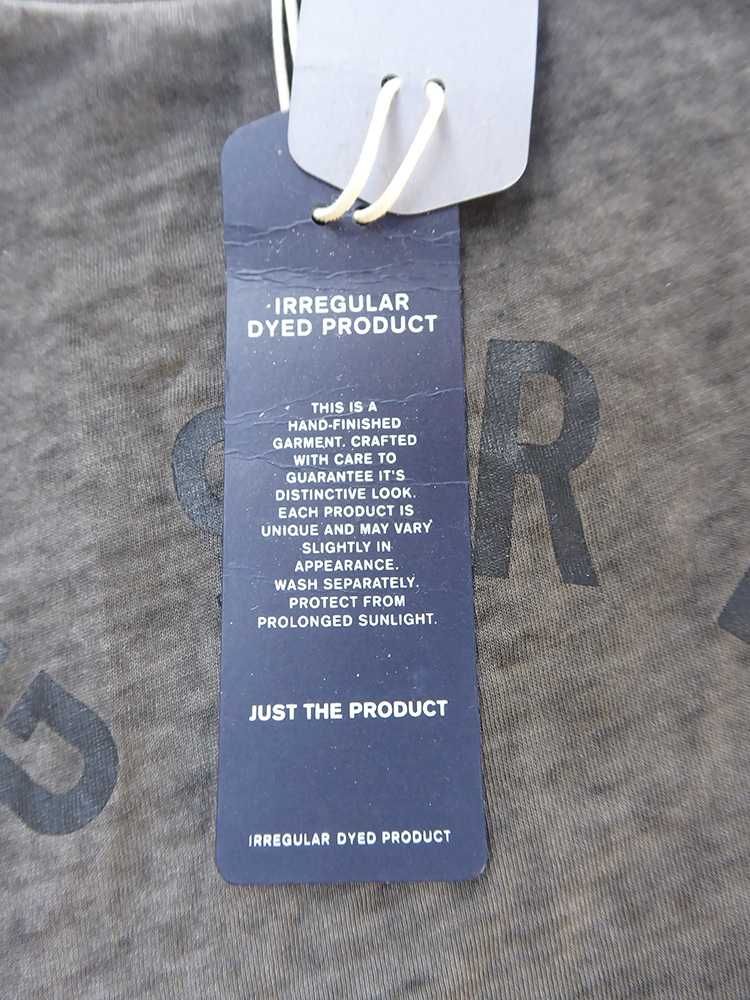 IRREGULAR
DYED PRODUCT
THIS IS A
HAND-FINISHED
GARMENT. CRAFTED
WITH CARE TO
GUARANTEE IT'S
DISTINCTIVE LOOK.
EACH PRODUCT IS
UNIQUE AND MAY VARY
SLIGHTLY IN
APPEARANCE.
WASH SEPARATELY.
PROTECT FROM
PROLONGED SUNLIGHT.
JUST THE PRODUCT
IRREGULAR DYED PRODUCT